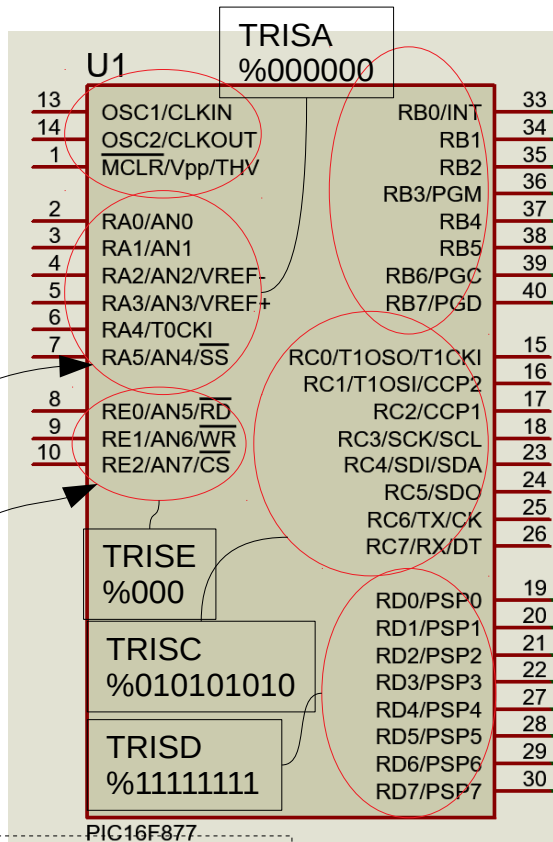 TRISA
%000000
U1
13 OSC1/CLKIN
14 OSC2/CLKOUT
1 MCLR/Vpp/THV
2 RA0/AN0
3 RA1/AN1
4 RA2/AN2/VREF-
5 RA3/AN3/VREF+
6 RA4/T0CKI
7 RA5/AN4/SS
8 RE0/AN5/RD
9 RE1/AN6/WR
10 RE2/AN7/CS
RB0/INT 33
RB1 34
RB2 35
RB3/PGM 36
RB4 37
RB5 38
RB6/PGC 39
RB7/PGD 40
RC0/T1OSO/T1CKI 15
RC1/T1OSI/CCP2 16
RC2/CCP1 17
RC3/SCK/SCL 18
RC4/SDI/SDA 23
RC5/SDO 24
RC6/TX/CK 25
RC7/RX/DT 26
RD0/PSP0 19
RD1/PSP1 20
RD2/PSP2 21
RD3/PSP3 22
RD4/PSP4 27
RD5/PSP5 28
RD6/PSP6 29
RD7/PSP7 30
TRISE
%000
TRISC
%010101010
TRISD
%11111111
PIC16F877